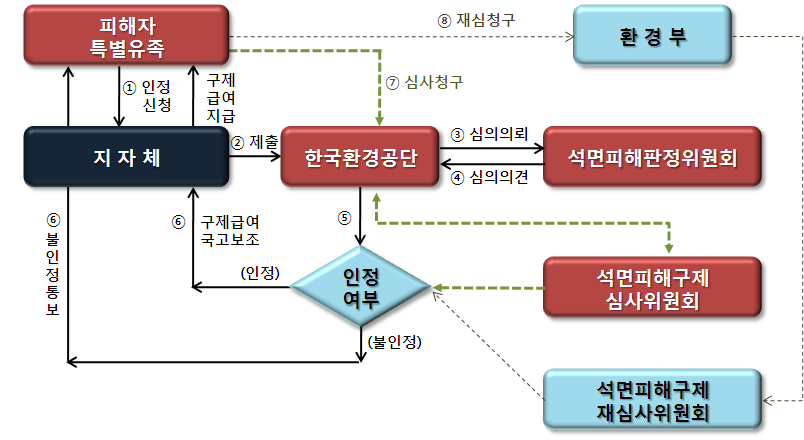 피해자
특별유족
⑧ 재심청구
환 경 부
① 인정
신청
구제
급여
지급
⑦ 심사청구
지 자 체
② 제출
한국환경공단
③ 심의의뢰
④ 심의의견
석면피해판정위원회
⑥
불
인
정
통
보
⑥ 구제급여
국고보조
⑤
(인정)
인정
여부
석면피해구제
심사위원회
(불인정)
석면피해구제
재심사위원회